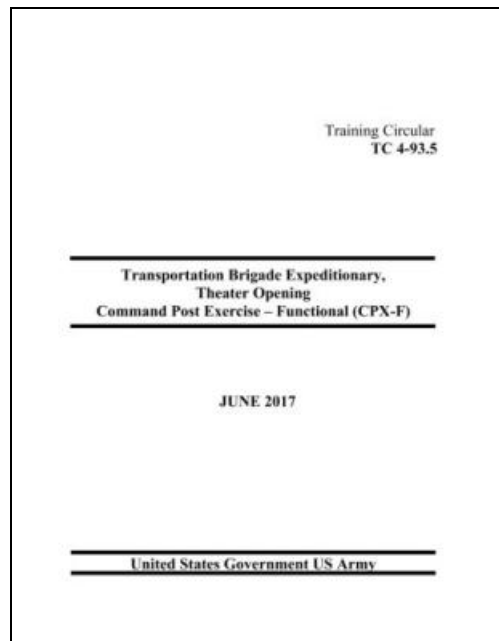 Training Circular
TC 4-93.5
Transportation Brigade Expeditionary,
Theater Opening
Command Post Exercise – Functional (CPX-F)
JUNE 2017
United States Government US Army